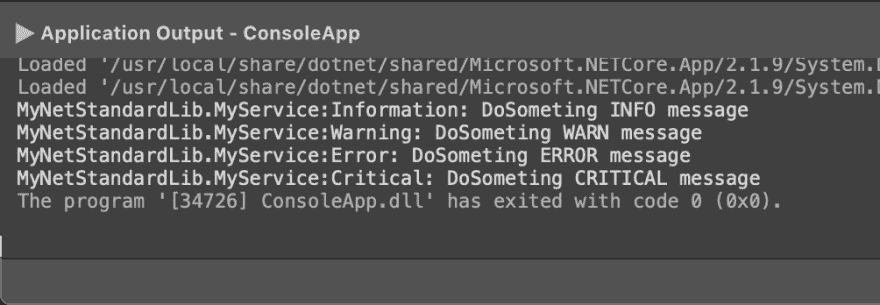 Application Output - ConsoleApp
Loaded '/usr/local/share/dotnet/shared/Microsoft.NETCore.App/2.1.9/System.
Loaded '/usr/local/share/dotnet/shared/Microsoft.NETCore.App/2.1.9/System.
MyNetStandardLib.MyService:Information: DoSometing INFO message
MyNetStandardLib.MyService:Warning: DoSometing WARN message
MyNetStandardLib.MyService:Error: DoSometing ERROR message
MyNetStandardLib.MyService:Critical: DoSometing CRITICAL message
The program '[34726] ConsoleApp.dll' has exited with code 0 (0x0).